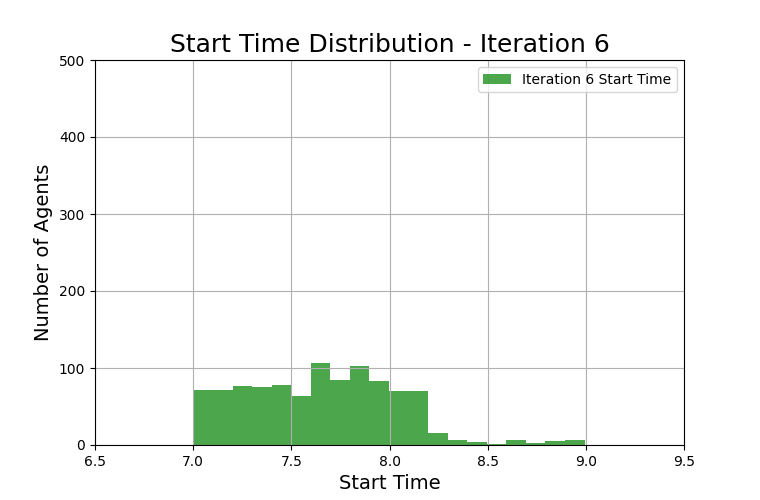 Start Time Distribution - Iteration 6
Iteration 6 Start Time
500
400
300
200
100
0
Number of Agents
6.5 7.0 7.5 8.0 8.5 9.0 9.5
Start Time